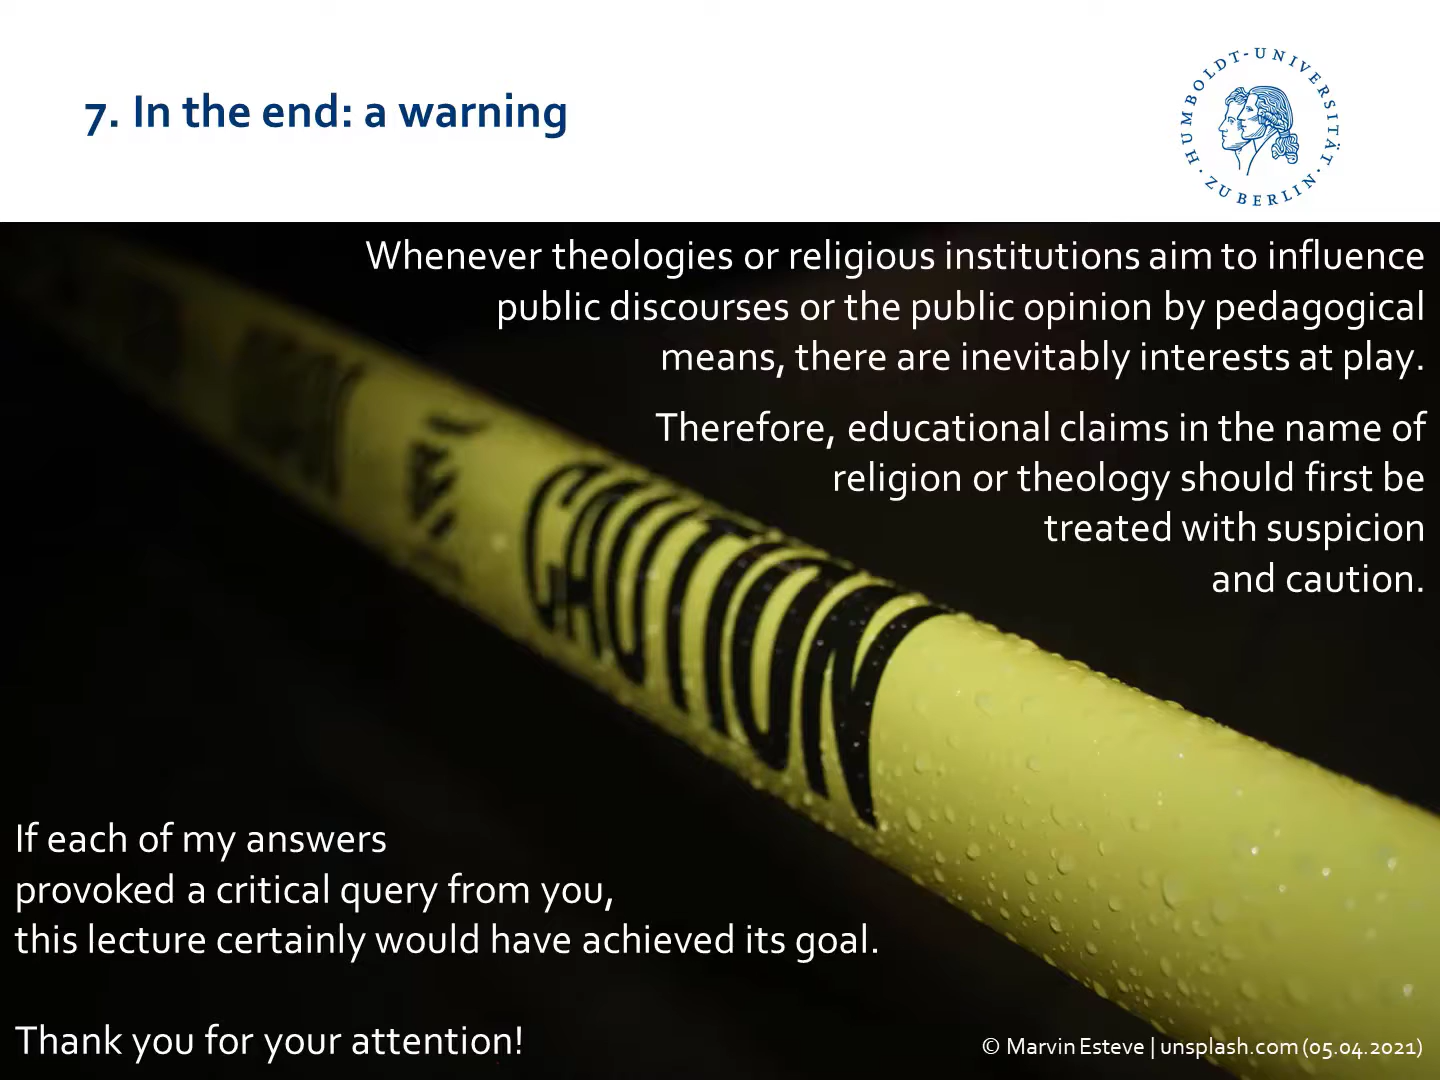 7. In the end: a warning
HUMBOLDT-UNIVERSITÄT · ZU BERLIN ·
Whenever theologies or religious institutions aim to influence
public discourses or the public opinion by pedagogical
means, there are inevitably interests at play.
Therefore, educational claims in the name of
religion or theology should first be
treated with suspicion
and caution.
CAUTION
If each of my answers
provoked a critical query from you,
this lecture certainly would have achieved its goal.
Thank you for your attention!
© Marvin Esteve | unsplash.com (05.04.2021)